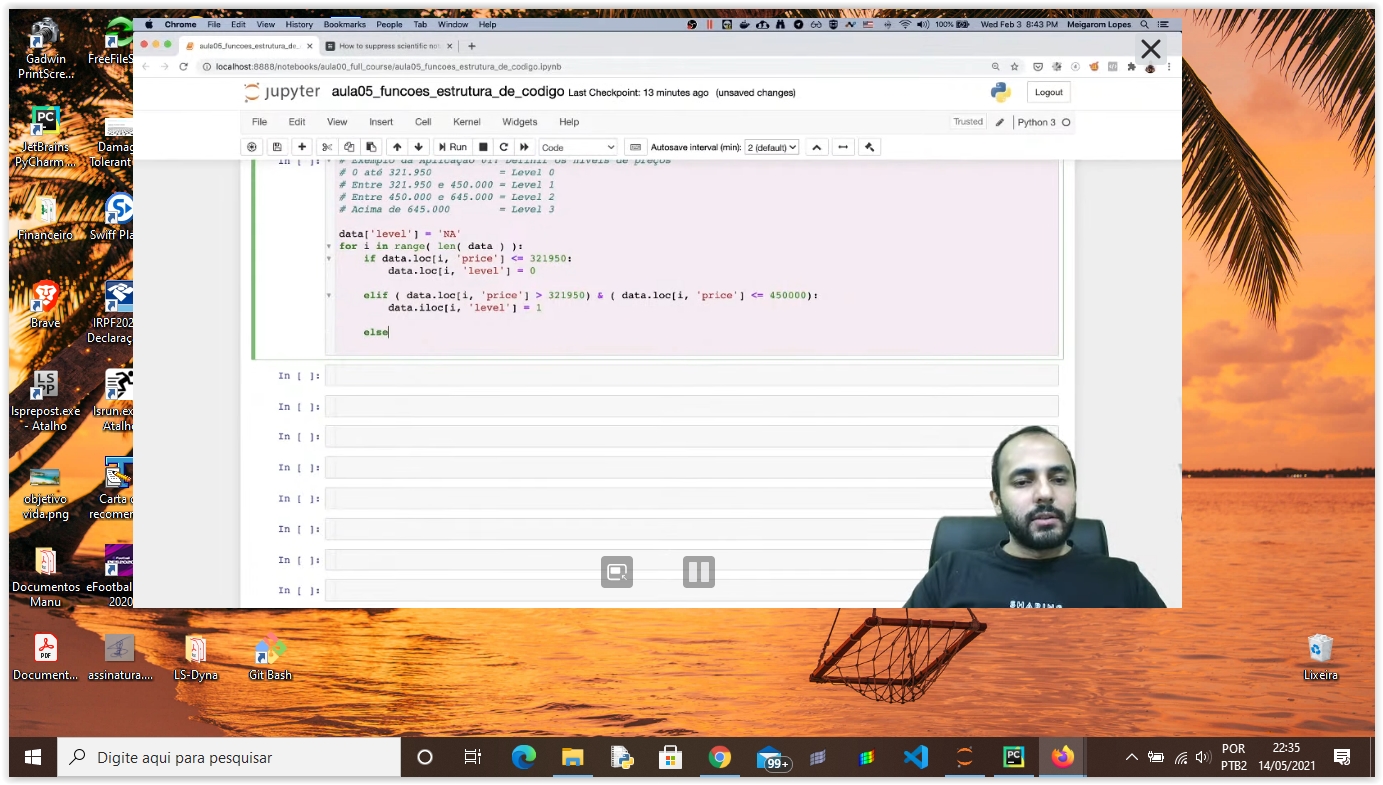 Chrome File Edit View History Bookmarks People Tab Window Help
100% Wed Feb 3 8:43 PM Meigarom Lopes
aula05_funcoes_estrutura_de_
How to suppress scientific not
localhost:8888/notebooks/aula00_full_course/aula05_funcoes_estrutura_de_codigo.ipynb
jupyter aula05_funcoes_estrutura_de_codigo Last Checkpoint: 13 minutes ago (unsaved changes)
Logout
File Edit View Insert Cell Kernel Widgets Help
Trusted
Python 3
Run
Code
Autosave interval (min): 2 (default)
In [ ]: # Exemplo da Aplicação 01: Definir os níveis de preços
# 0 até 321.950 = Level 0
# Entre 321.950 e 450.000 = Level 1
# Entre 450.000 e 645.000 = Level 2
# Acima de 645.000 = Level 3
data['level'] = 'NA'
for i in range( len( data ) ):
if data.loc[i, 'price'] <= 321950:
data.loc[i, 'level'] = 0
elif ( data.loc[i, 'price'] > 321950) & ( data.loc[i, 'price'] <= 450000):
data.iloc[i, 'level'] = 1
else
In [ ]:
In [ ]:
In [ ]:
In [ ]:
In [ ]:
In [ ]:
In [ ]:
In [ ]:
SHARING
Gadwin
PrintScre...
FreeFileS
JetBrains
PyCharm ...
Damag
Tolerant
Financeiro
Swiff Pla
Brave
IRPF202
Declaraç
LS
PP
lsprepost.exe
- Atalho
lsrun.ex
Atalh
objetivo
vida.png
Carta d
recomen
Documentos
Manu
eFootbal
2020
PDF
Document...
assinatura....
LS-Dyna
Git Bash
Lixeira
Digite aqui para pesquisar
99+
POR
PTB2
22:35
14/05/2021